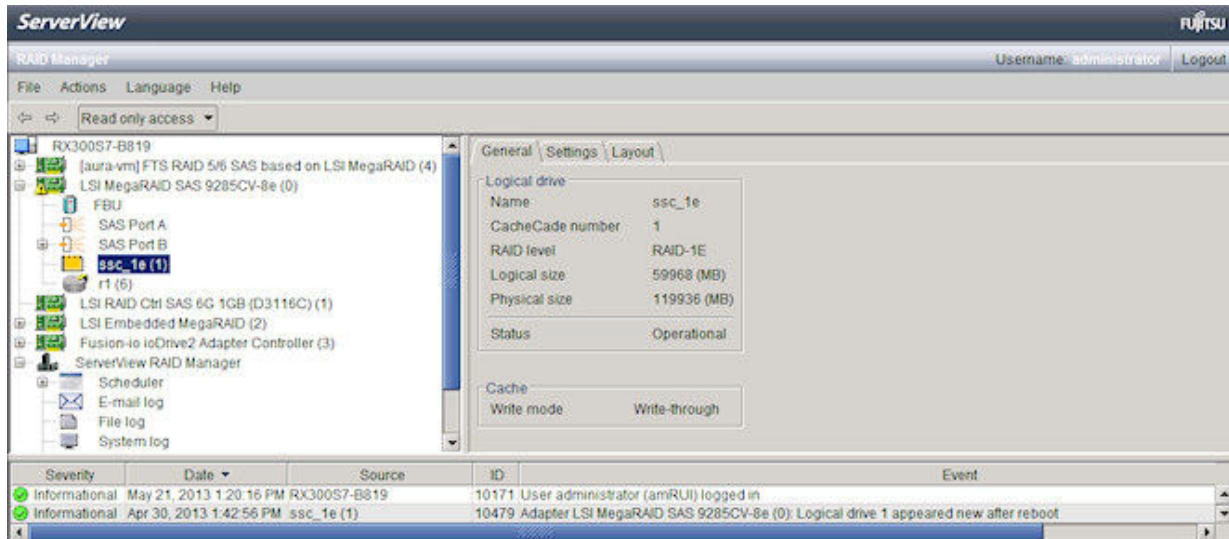 ServerView
FUJITSU
RAID Manager
Username: administrator Logout
File Actions Language Help
Read only access
RX300S7-B819
[aura-vm] FTS RAID 5/6 SAS based on LSI MegaRAID (4)
LSI MegaRAID SAS 9285CV-8e (0)
FBU
SAS Port A
SAS Port B
ssc_1e (1)
r1 (6)
LSI RAID Ctrl SAS 6G 1GB (D3116C) (1)
LSI Embedded MegaRAID (2)
Fusion-io ioDrive2 Adapter Controller (3)
ServerView RAID Manager
Scheduler
E-mail log
File log
System log
General Settings Layout
Logical drive
Name ssc_1e
CacheCade number 1
RAID level RAID-1E
Logical size 59968 (MB)
Physical size 119936 (MB)
Status Operational
Cache
Write mode Write-through
Severity Date Source ID Event
Informational May 21, 2013 1:20:16 PM RX300S7-B819 10171 User administrator (amRUI) logged in
Informational Apr 30, 2013 1:42:56 PM ssc_1e (1) 10479 Adapter LSI MegaRAID SAS 9285CV-8e (0): Logical drive 1 appeared new after reboot